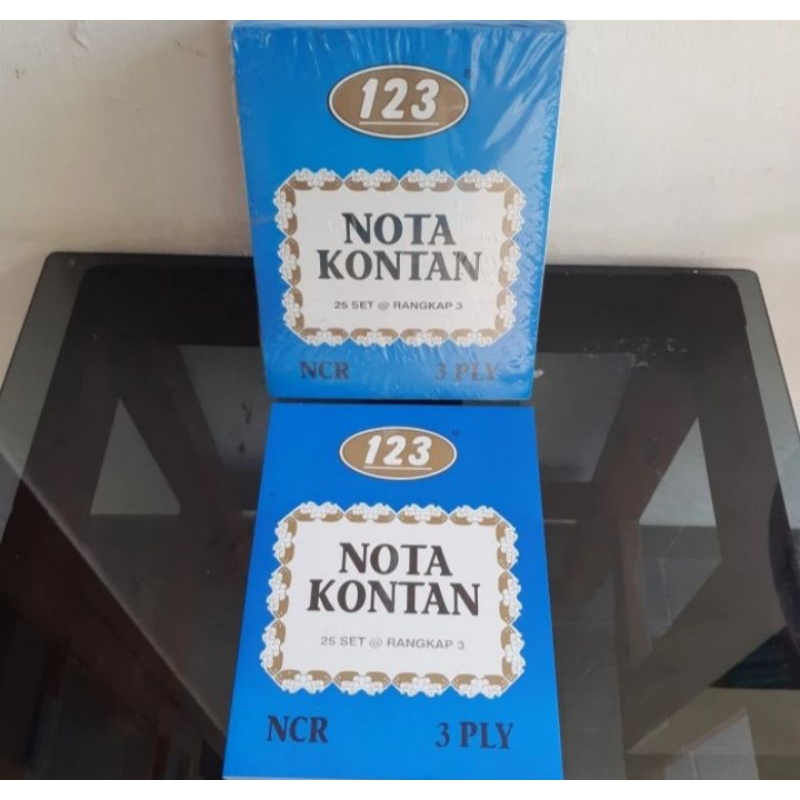 123
NOTA
KONTAN
25 SET @ RANGKAP 3
NCR 3 PLY
123
NOTA
KONTAN
25 SET @ RANGKAP 3
NCR 3 PLY